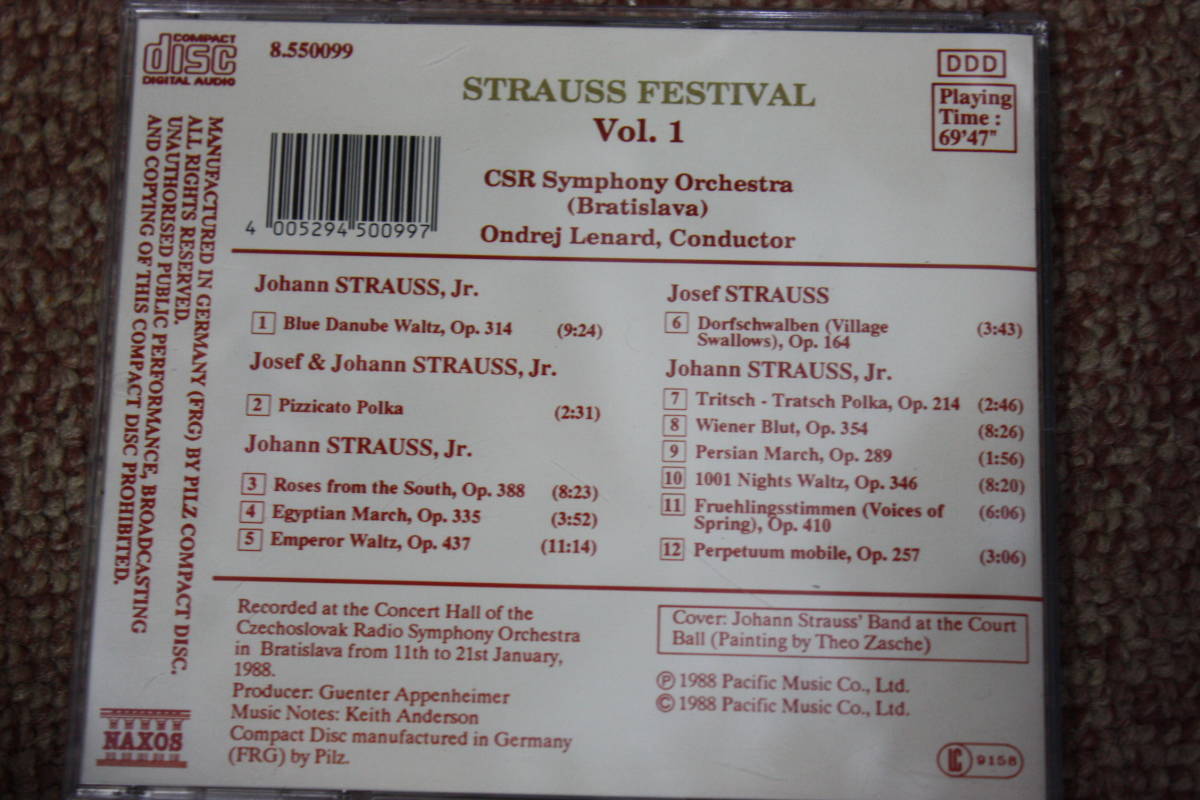 COMPACT
disc
DIGITAL AUDIO
8.550099
DDD
Playing
Time :
69'47"
STRAUSS FESTIVAL
Vol. 1
CSR Symphony Orchestra
(Bratislava)
Ondrej Lenard, Conductor
4 005294 500997
MANUFACTURED IN GERMANY (FRG) BY PILZ COMPACT DISC.
ALL RIGHTS RESERVED.
UNAUTHORISED PUBLIC PERFORMANCE, BROADCASTING
AND COPYING OF THIS COMPACT DISC PROHIBITED.
Johann STRAUSS, Jr.
1 Blue Danube Waltz, Op. 314 (9:24)
Josef & Johann STRAUSS, Jr.
2 Pizzicato Polka (2:31)
Johann STRAUSS, Jr.
3 Roses from the South, Op. 388 (8:23)
4 Egyptian March, Op. 335 (3:52)
5 Emperor Waltz, Op. 437 (11:14)
Josef STRAUSS
6 Dorfschwalben (Village (3:43)
Swallows), Op. 164
Johann STRAUSS, Jr.
7 Tritsch - Tratsch Polka, Op. 214 (2:46)
8 Wiener Blut, Op. 354 (8:26)
9 Persian March, Op. 289 (1:56)
10 1001 Nights Waltz, Op. 346 (8:20)
11 Fruehlingsstimmen (Voices of (6:06)
Spring), Op. 410
12 Perpetuum mobile, Op. 257 (3:06)
Recorded at the Concert Hall of the
Czechoslovak Radio Symphony Orchestra
in Bratislava from 11th to 21st January,
1988.
Producer: Guenter Appenheimer
Music Notes: Keith Anderson
Compact Disc manufactured in Germany
(FRG) by Pilz.
Cover: Johann Strauss' Band at the Court
Ball (Painting by Theo Zasche)
℗ 1988 Pacific Music Co., Ltd.
© 1988 Pacific Music Co., Ltd.
NAXOS
LC 9158